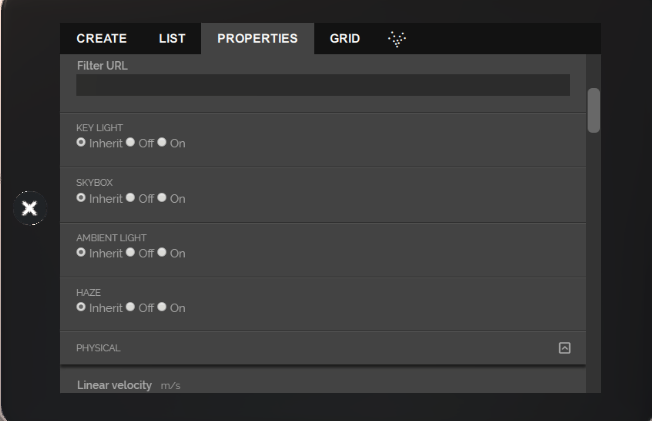 CREATE LIST PROPERTIES GRID
Filter URL
KEY LIGHT
Inherit Off On
SKYBOX
Inherit Off On
AMBIENT LIGHT
Inherit Off On
HAZE
Inherit Off On
PHYSICAL
Linear velocity m/s